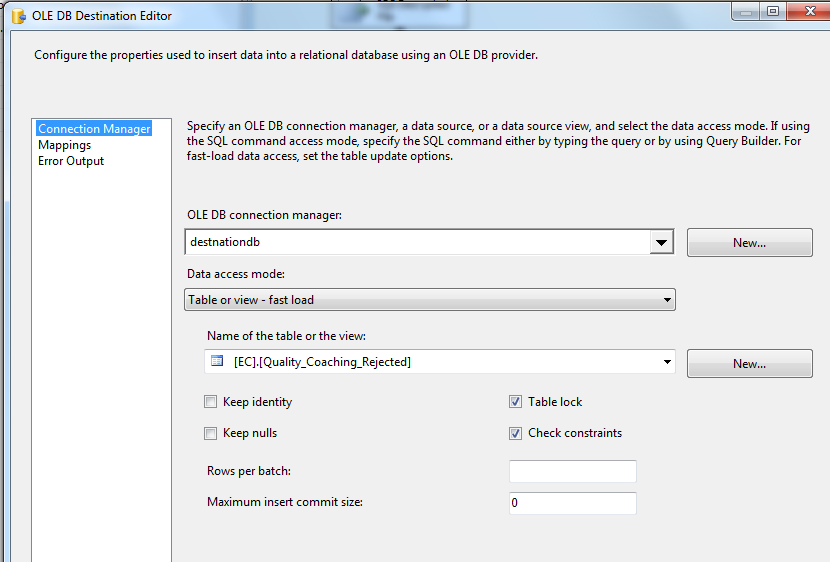 OLE DB Destination Editor
Configure the properties used to insert data into a relational database using an OLE DB provider.
Connection Manager
Mappings
Error Output
Specify an OLE DB connection manager, a data source, or a data source view, and select the data access mode. If using
the SQL command access mode, specify the SQL command either by typing the query or by using Query Builder. For
fast-load data access, set the table update options.
OLE DB connection manager:
destnationdb
New...
Data access mode:
Table or view - fast load
Name of the table or the view:
[EC].[Quality_Coaching_Rejected]
New...
Keep identity
Table lock
Keep nulls
Check constraints
Rows per batch:
Maximum insert commit size:
0